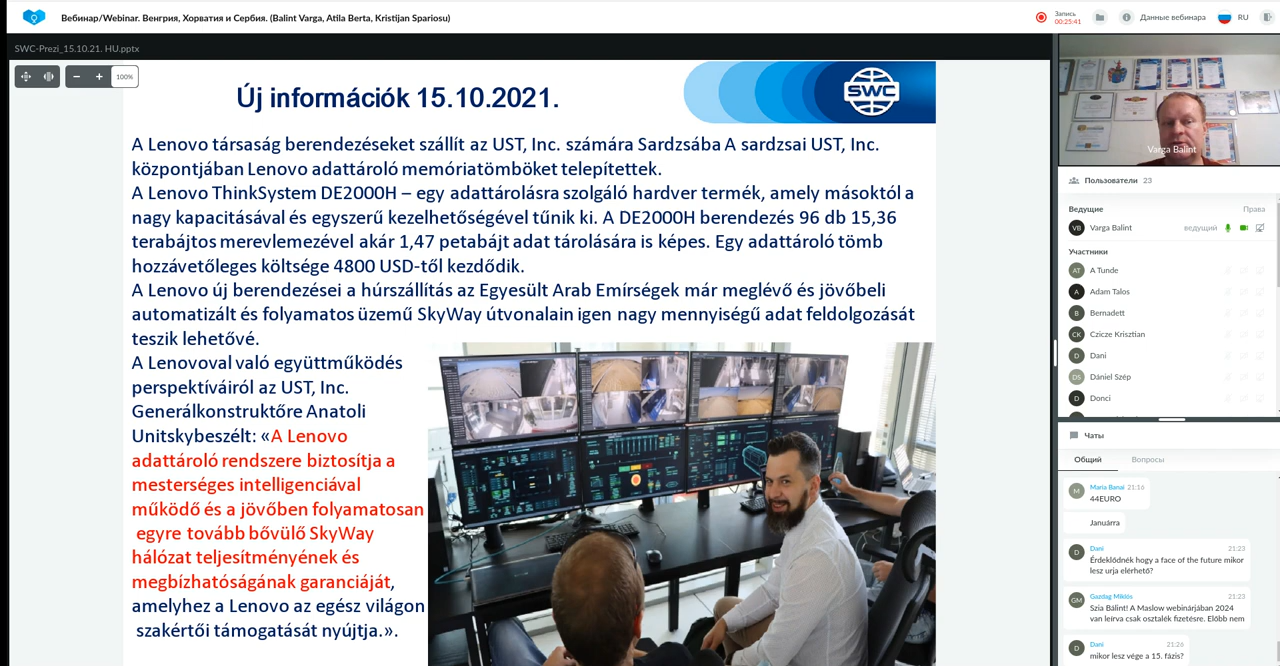 Вебинар/Webinar. Венгрия, Хорватия и Сербия. (Balint Varga, Atila Berta, Kristijan Spariosu)
Запись
00:25:41
Данные вебинара
RU
SWC-Prezi_15.10.21. HU.pptx
100%
Új információk 15.10.2021.
SWC
A Lenovo társaság berendezéseket szállít az UST, Inc. számára Sardzsába A sardzsai UST, Inc.
központjában Lenovo adattároló memóriatömböket telepítettek.
A Lenovo ThinkSystem DE2000H – egy adattárolásra szolgáló hardver termék, amely másoktól a
nagy kapacitásával és egyszerű kezelhetőségével tűnik ki. A DE2000H berendezés 96 db 15,36
terabájtos merevlemezével akár 1,47 petabájt adat tárolására is képes. Egy adattároló tömb
hozzávetőleges költsége 4800 USD-től kezdődik.
A Lenovo új berendezései a húrszállítás az Egyesült Arab Emírségek már meglévő és jövőbeli
automatizált és folyamatos üzemű SkyWay útvonalain igen nagy mennyiségű adat feldolgozását
teszik lehetővé.
A Lenovoval való együttműködés
perspektíváiról az UST, Inc.
Generálkonstruktőre Anatoli
Unitskybeszélt: «A Lenovo
adattároló rendszere biztosítja a
mesterséges intelligenciával
működő és a jövőben folyamatosan
egyre tovább bővülő SkyWay
hálózat teljesítményének és
megbízhatóságának garanciáját,
amelyhez a Lenovo az egész világon
szakértői támogatását nyújtja.».
Varga Balint
Пользователи 23
Ведущие Права
VB Varga Balint ведущий
Участники
AT A Tunde
A Adam Talos
B Bernadett
CK Czicze Krisztian
D Dani
DS Dániel Szép
D Donci
Чаты
Общий Вопросы
M Maria Banai 21:16
44EURO
Januárra
D Dani 21:23
Érdeklődnék hogy a face of the future mikor
lesz urja elérhető?
GM Gazdag Miklós 21:23
Szia Bálint! A Maslow webinárjában 2024
van leírva csak osztalék fizetésre. Előbb nem
D Dani 21:26
mikor lesz vége a 15. fázis?